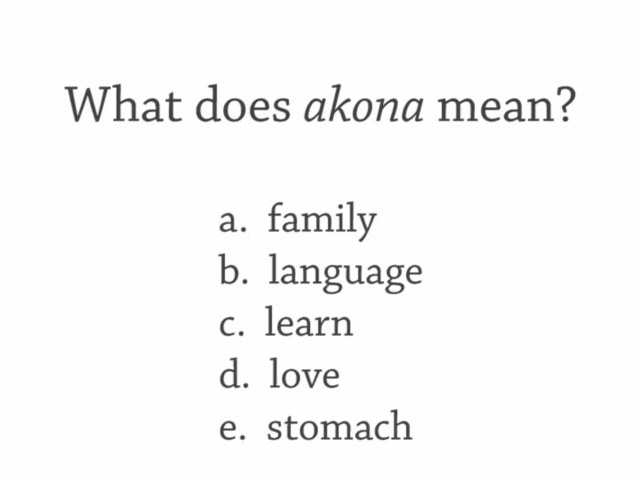 What does akona mean?
a. family
b. language
c. learn
d. love
e. stomach